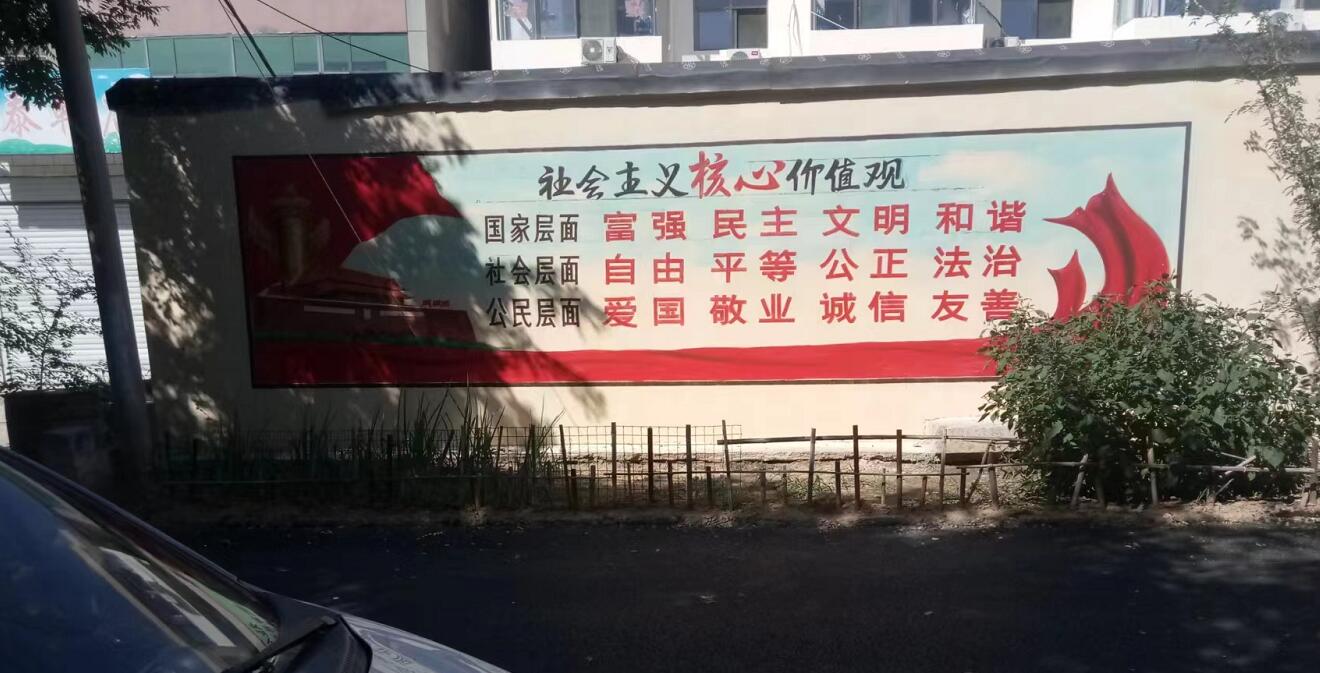 社会主义核心价值观
国家层面 富强 民主 文明 和谐
社会层面 自由 平等 公正 法治
公民层面 爱国 敬业 诚信 友善